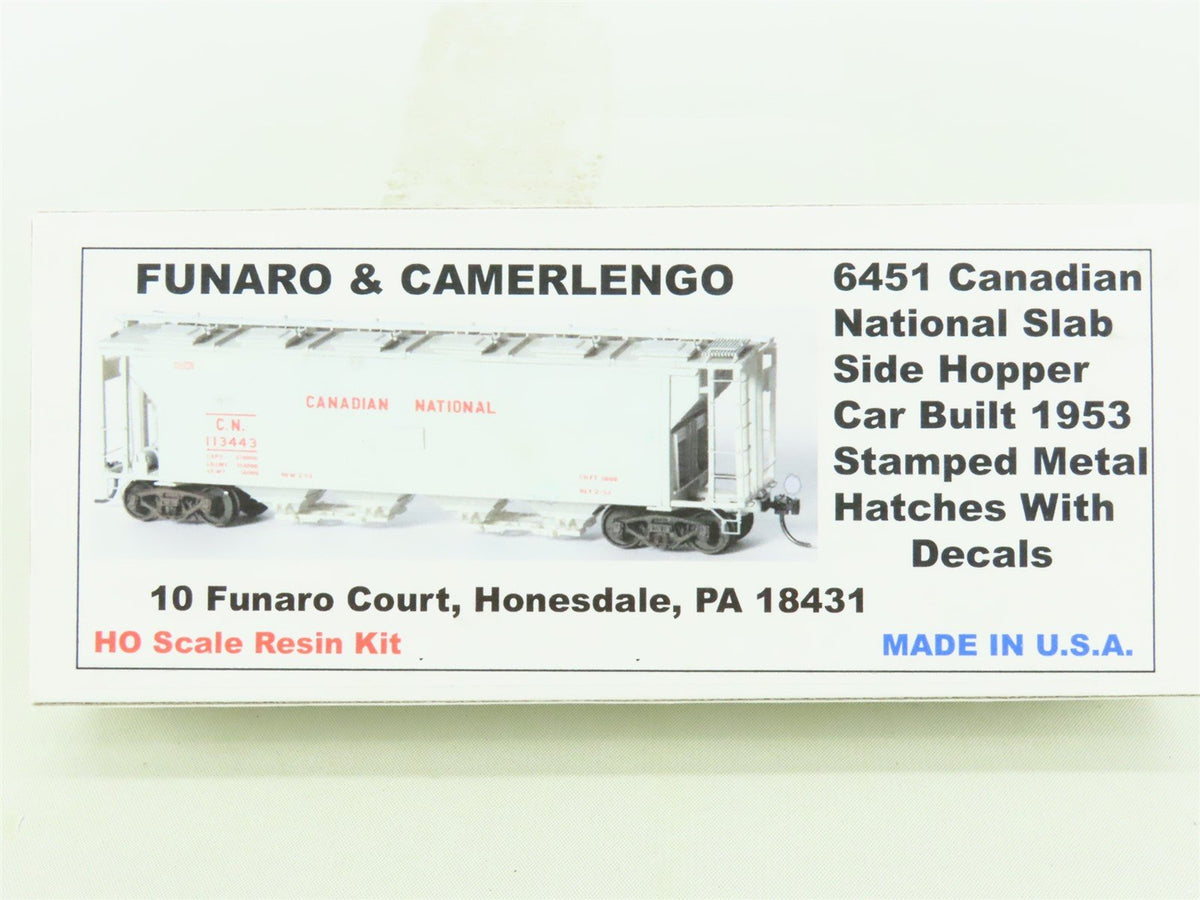 FUNARO & CAMERLENGO
6451 Canadian
National Slab
Side Hopper
Car Built 1953
Stamped Metal
Hatches With
Decals
CANADIAN NATIONAL
C.N.
113443
10 Funaro Court, Honesdale, PA 18431
HO Scale Resin Kit
MADE IN U.S.A.